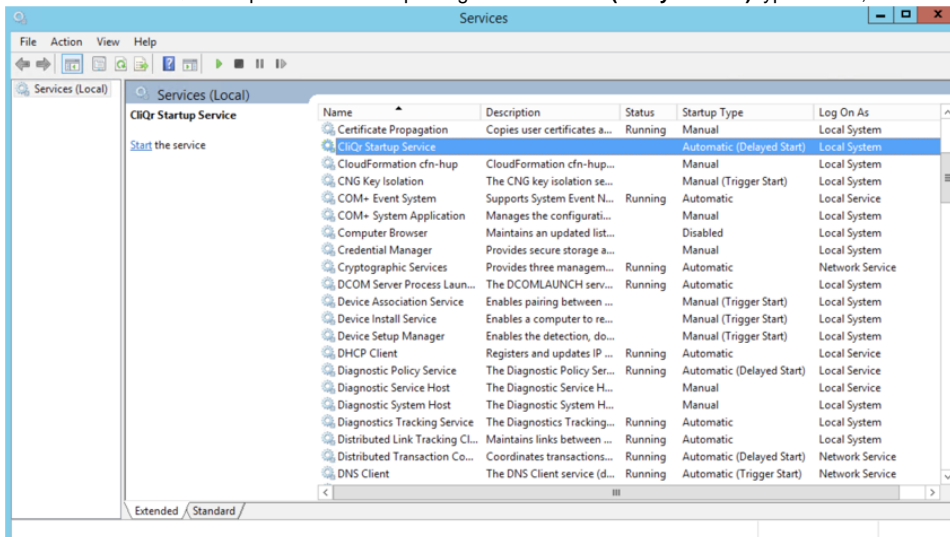 Services
File Action View Help
Services (Local)
Services (Local)
CliQr Startup Service
Start the service
Name Description Status Startup Type Log On As
Certificate Propagation Copies user certificates a... Running Manual Local System
CliQr Startup Service Automatic (Delayed Start) Local System
CloudFormation cfn-hup CloudFormation cfn-hup... Manual Local System
CNG Key Isolation The CNG key isolation se... Manual (Trigger Start) Local System
COM+ Event System Supports System Event N... Running Automatic Local Service
COM+ System Application Manages the configurati... Manual Local System
Computer Browser Maintains an updated list... Disabled Local System
Credential Manager Provides secure storage a... Manual Local System
Cryptographic Services Provides three managem... Running Automatic Network Service
DCOM Server Process Laun... The DCOMLAUNCH serv... Running Automatic Local System
Device Association Service Enables pairing between ... Manual (Trigger Start) Local System
Device Install Service Enables a computer to re... Manual (Trigger Start) Local System
Device Setup Manager Enables the detection, do... Manual (Trigger Start) Local System
DHCP Client Registers and updates IP ... Running Automatic Local Service
Diagnostic Policy Service The Diagnostic Policy Ser... Running Automatic (Delayed Start) Local Service
Diagnostic Service Host The Diagnostic Service H... Manual Local Service
Diagnostic System Host The Diagnostic System H... Manual Local System
Diagnostics Tracking Service The Diagnostics Tracking... Running Automatic Local System
Distributed Link Tracking Cl... Maintains links between ... Running Automatic Local System
Distributed Transaction Co... Coordinates transactions... Running Automatic (Delayed Start) Network Service
DNS Client The DNS Client service (d... Running Automatic (Trigger Start) Network Service
Extended Standard